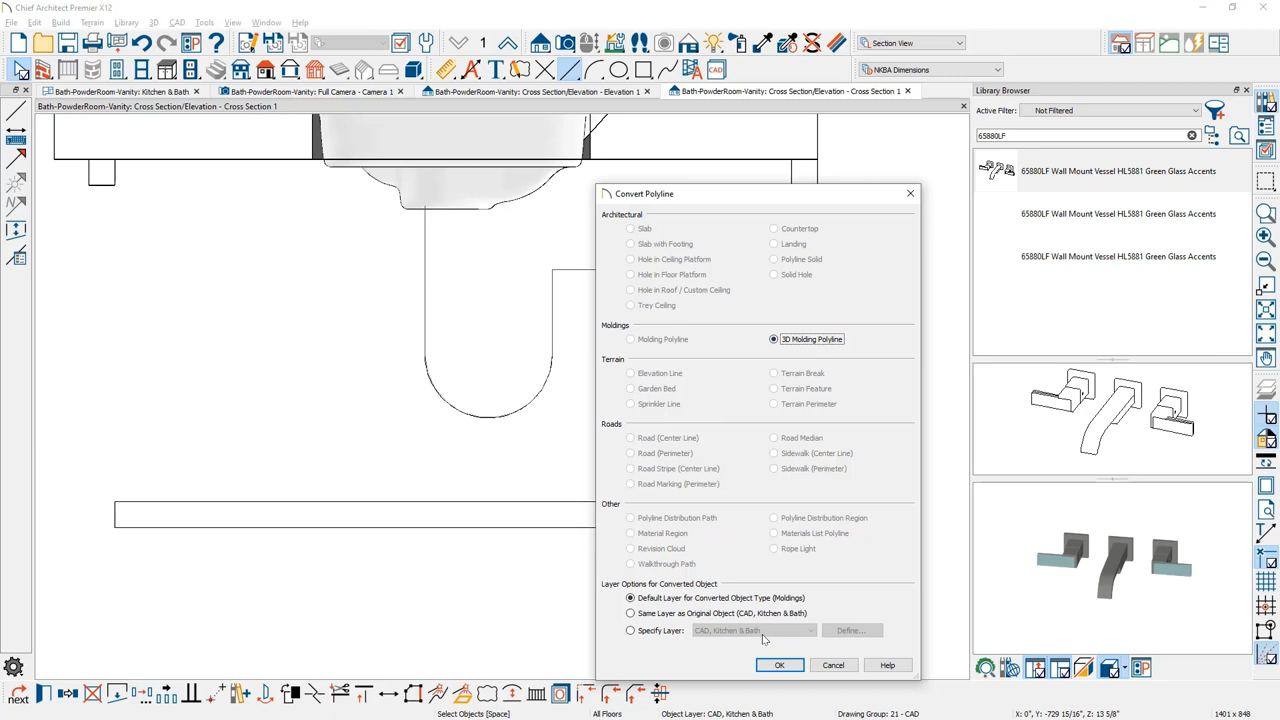 Chief Architect Premier X12
File Edit Build Terrain Library 3D CAD Tools View Window Help
1
Section View
CAD
NKBA Dimensions
Bath-PowderRoom-Vanity: Kitchen & Bath
Bath-PowderRoom-Vanity: Full Camera - Camera 1
Bath-PowderRoom-Vanity: Cross Section/Elevation - Elevation 1
Bath-PowderRoom-Vanity: Cross Section/Elevation - Cross Section 1
Library Browser
Bath-PowderRoom-Vanity: Cross Section/Elevation - Cross Section 1
Active Filter: Not Filtered
65880LF
65880LF Wall Mount Vessel HL5881 Green Glass Accents
65880LF Wall Mount Vessel HL5881 Green Glass Accents
65880LF Wall Mount Vessel HL5881 Green Glass Accents
Convert Polyline
Architectural
Slab Countertop
Slab with Footing Landing
Hole in Ceiling Platform Polyline Solid
Hole in Floor Platform Solid Hole
Hole in Roof / Custom Ceiling
Trey Ceiling
Moldings
Molding Polyline 3D Molding Polyline
Terrain
Elevation Line Terrain Break
Garden Bed Terrain Feature
Sprinkler Line Terrain Perimeter
Roads
Road (Center Line) Road Median
Road (Perimeter) Sidewalk (Center Line)
Road Stripe (Center Line) Sidewalk (Perimeter)
Road Marking (Perimeter)
Other
Polyline Distribution Path Polyline Distribution Region
Material Region Materials List Polyline
Revision Cloud Rope Light
Walkthrough Path
Layer Options for Converted Object
Default Layer for Converted Object Type (Moldings)
Same Layer as Original Object (CAD, Kitchen & Bath)
Specify Layer: CAD, Kitchen & Bath Define...
OK Cancel Help
next
Select Objects [Space] All Floors Object Layer: CAD, Kitchen & Bath Drawing Group: 21 - CAD X: 0", Y: -729 15/16", Z: 13 5/8" 1401 x 848